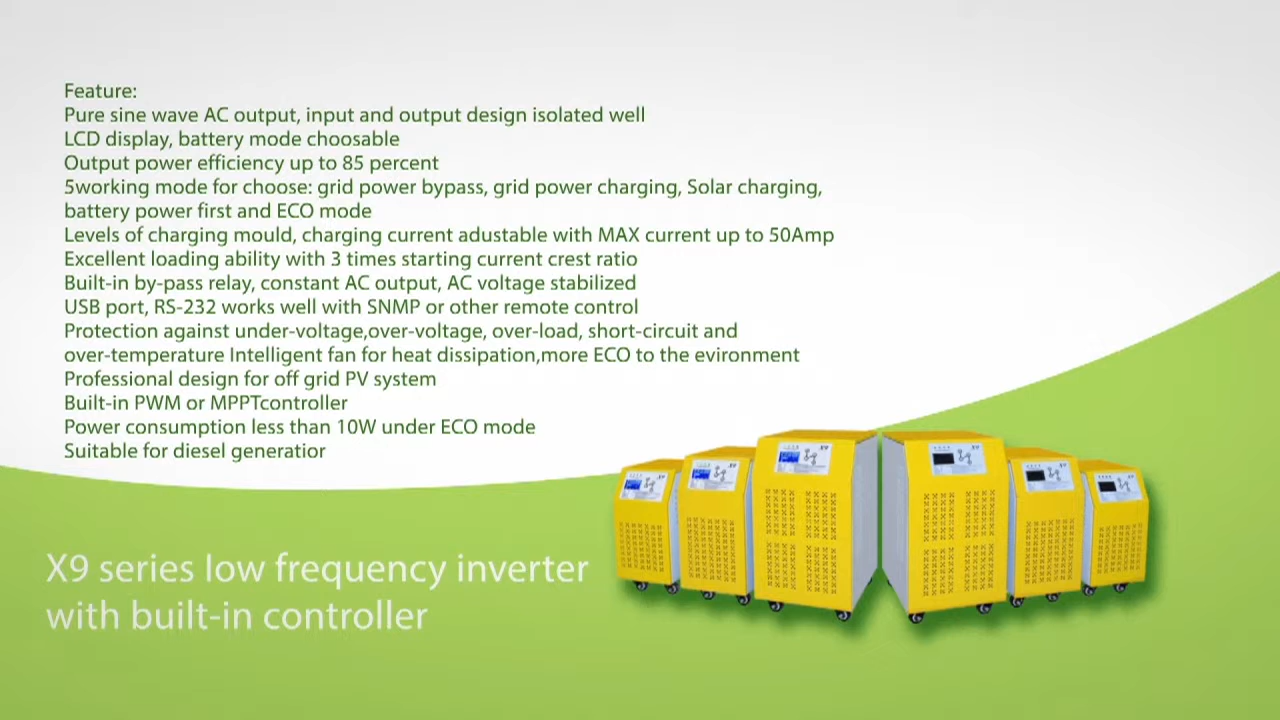 Feature:
Pure sine wave AC output, input and output design isolated well
LCD display, battery mode choosable
Output power efficiency up to 85 percent
5working mode for choose: grid power bypass, grid power charging, Solar charging,
battery power first and ECO mode
Levels of charging mould, charging current adustable with MAX current up to 50Amp
Excellent loading ability with 3 times starting current crest ratio
Built-in by-pass relay, constant AC output, AC voltage stabilized
USB port, RS-232 works well with SNMP or other remote control
Protection against under-voltage,over-voltage, over-load, short-circuit and
over-temperature Intelligent fan for heat dissipation,more ECO to the evironment
Professional design for off grid PV system
Built-in PWM or MPPTcontroller
Power consumption less than 10W under ECO mode
Suitable for diesel generatior
X9 series low frequency inverter
with built-in controller
X9
X9
X9
X9
X9
X9